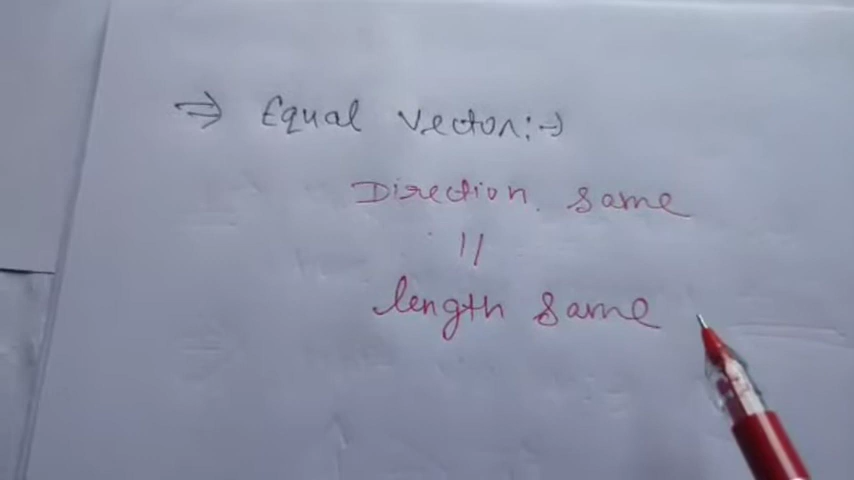 ⇒ Equal Vector:→
Direction. same
||
length same